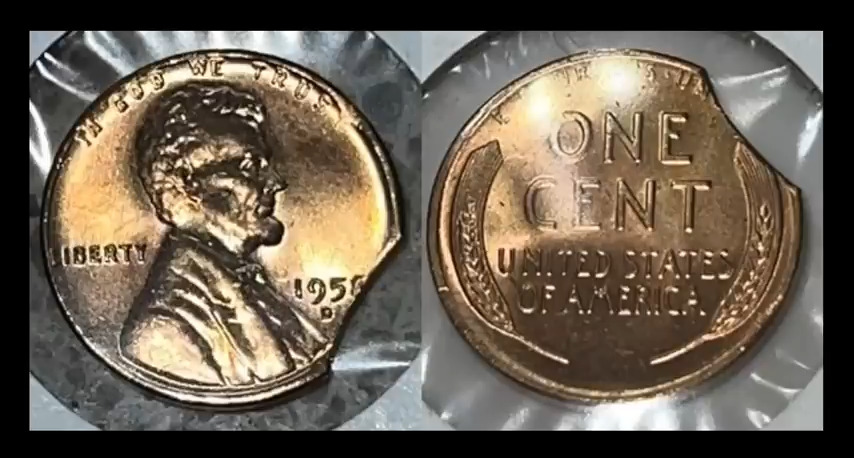 IN GOD WE TRUST
LIBERTY
195
D
ONE
CENT
UNITED STATES
OF AMERICA